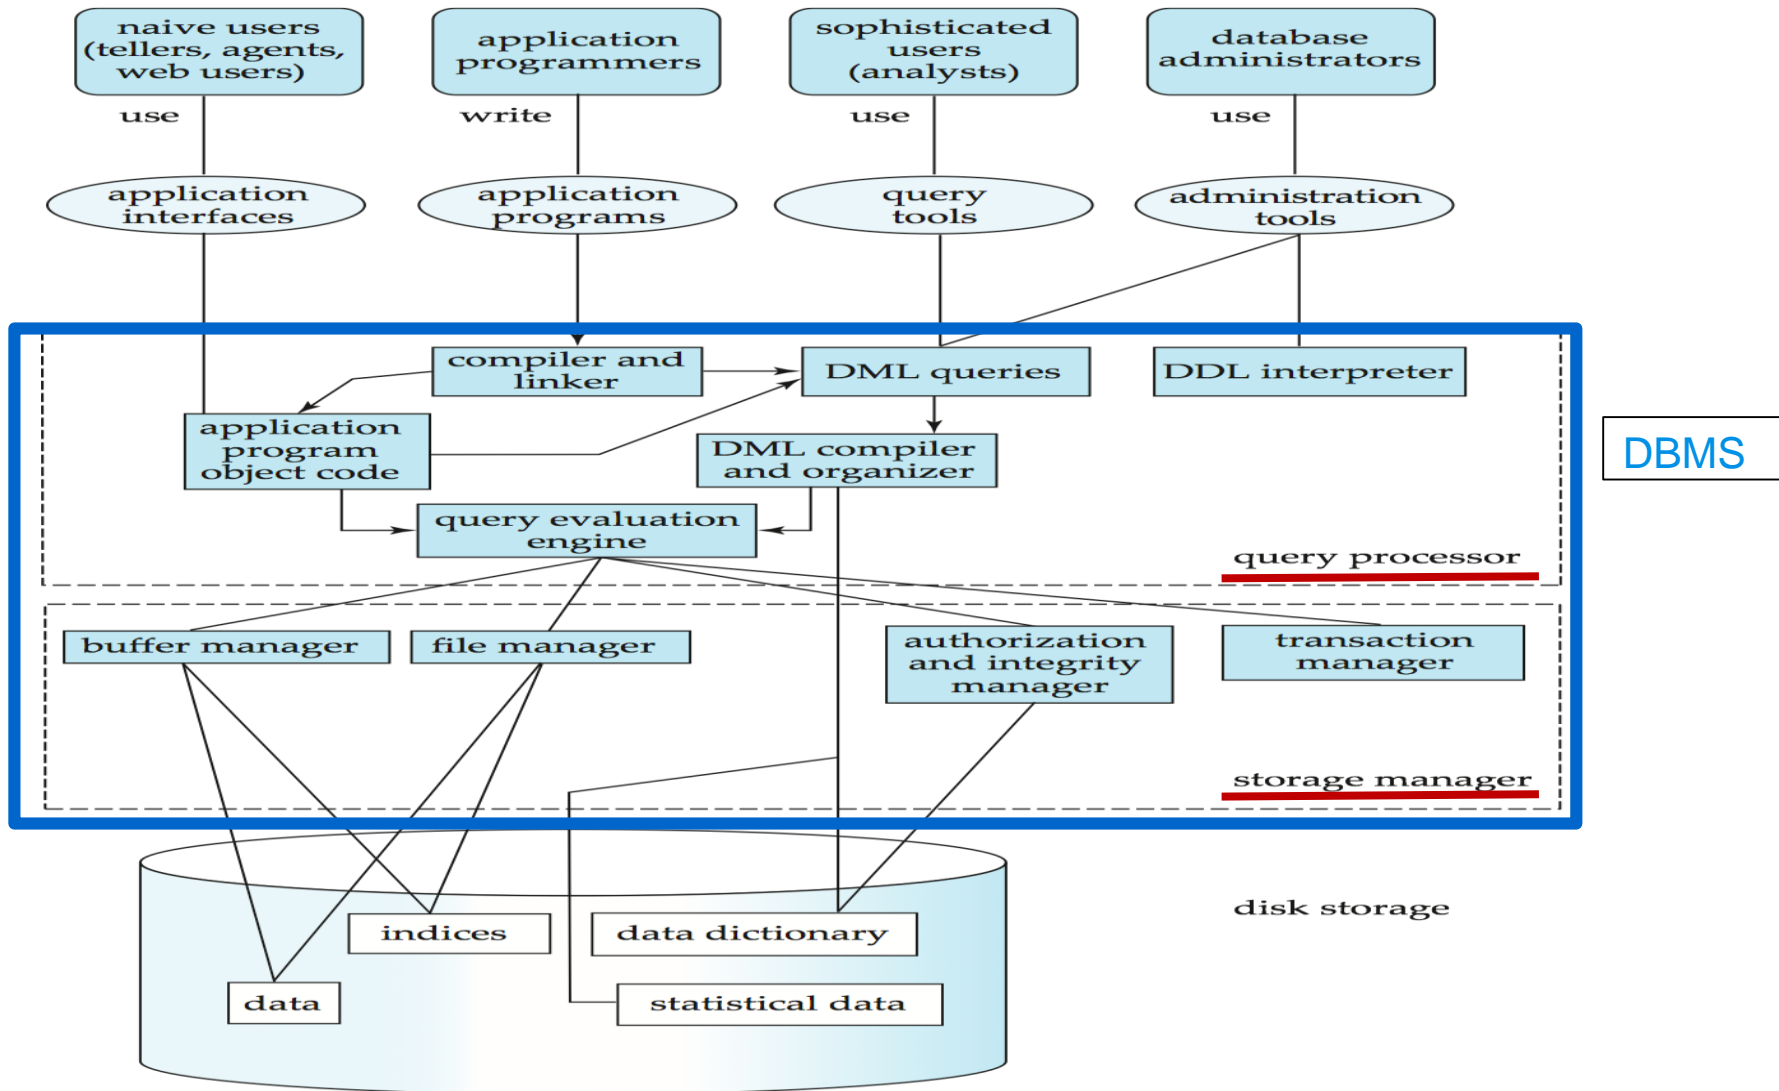 naive users
(tellers, agents,
web users)
application
programmers
sophisticated
users
(analysts)
database
administrators
use
write
use
use
application
interfaces
application
programs
query
tools
administration
tools
compiler and
linker
DML queries
DDL interpreter
application
program
object code
DML compiler
and organizer
DBMS
query evaluation
engine
query processor
buffer manager
file manager
authorization
and integrity
manager
transaction
manager
storage manager
disk storage
indices
data dictionary
data
statistical data